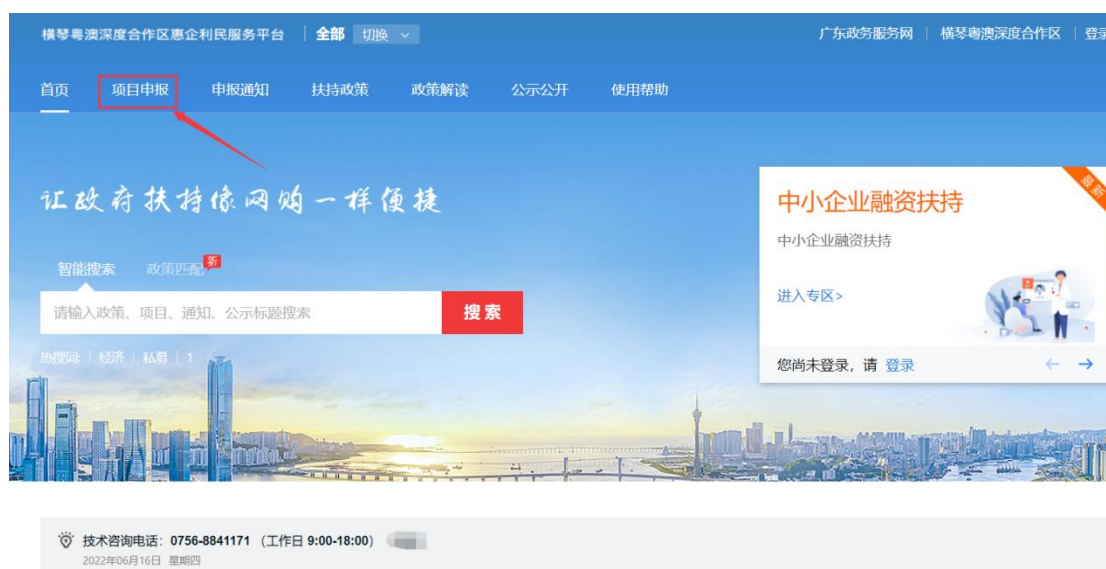 横琴粤澳深度合作区惠企利民服务平台 全部 切换 广东政务服务网 横琴粤澳深度合作区 登录
首页 项目申报 申报通知 扶持政策 政策解读 公示公开 使用帮助
让政府扶持像网购一样便捷
最新
中小企业融资扶持
中小企业融资扶持
智能搜索 政策匹配 新
进入专区>
请输入政策、项目、通知、公示标题搜索 搜索
热搜词: 经济 私募 1
您尚未登录,请 登录
技术咨询电话:0756-8841171 (工作日 9:00-18:00)
2022年06月16日 星期四